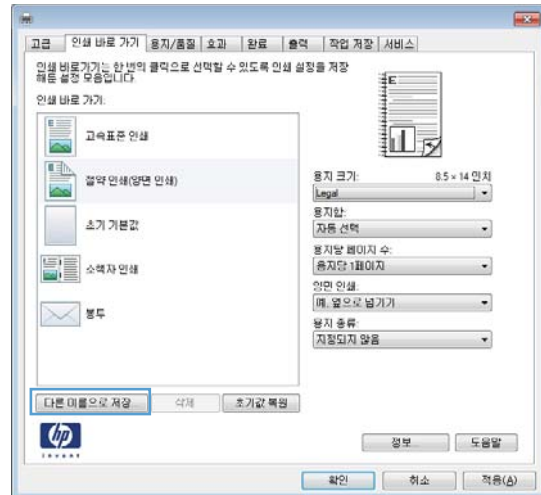 고급 인쇄 바로 가기 용지/품질 효과 완료 출력 작업 저장 서비스
인쇄 바로가기는 한 번의 클릭으로 선택할 수 있도록 인쇄 설정을 저장
해둔 설정 모음입니다.
인쇄 바로 가기:
고속표준 인쇄
절약 인쇄(양면 인쇄)
초기 기본값
소책자 인쇄
봉투
E
용지 크기: 8.5 × 14 인치
Legal
용지함:
자동 선택
용지당 페이지 수:
용지당 1페이지
양면 인쇄:
예, 옆으로 넘기기
용지 종류:
지정되지 않음
다른 이름으로 저장... 삭제 초기값 복원
hp
invent
정보... 도움말
확인 취소 적용(A)